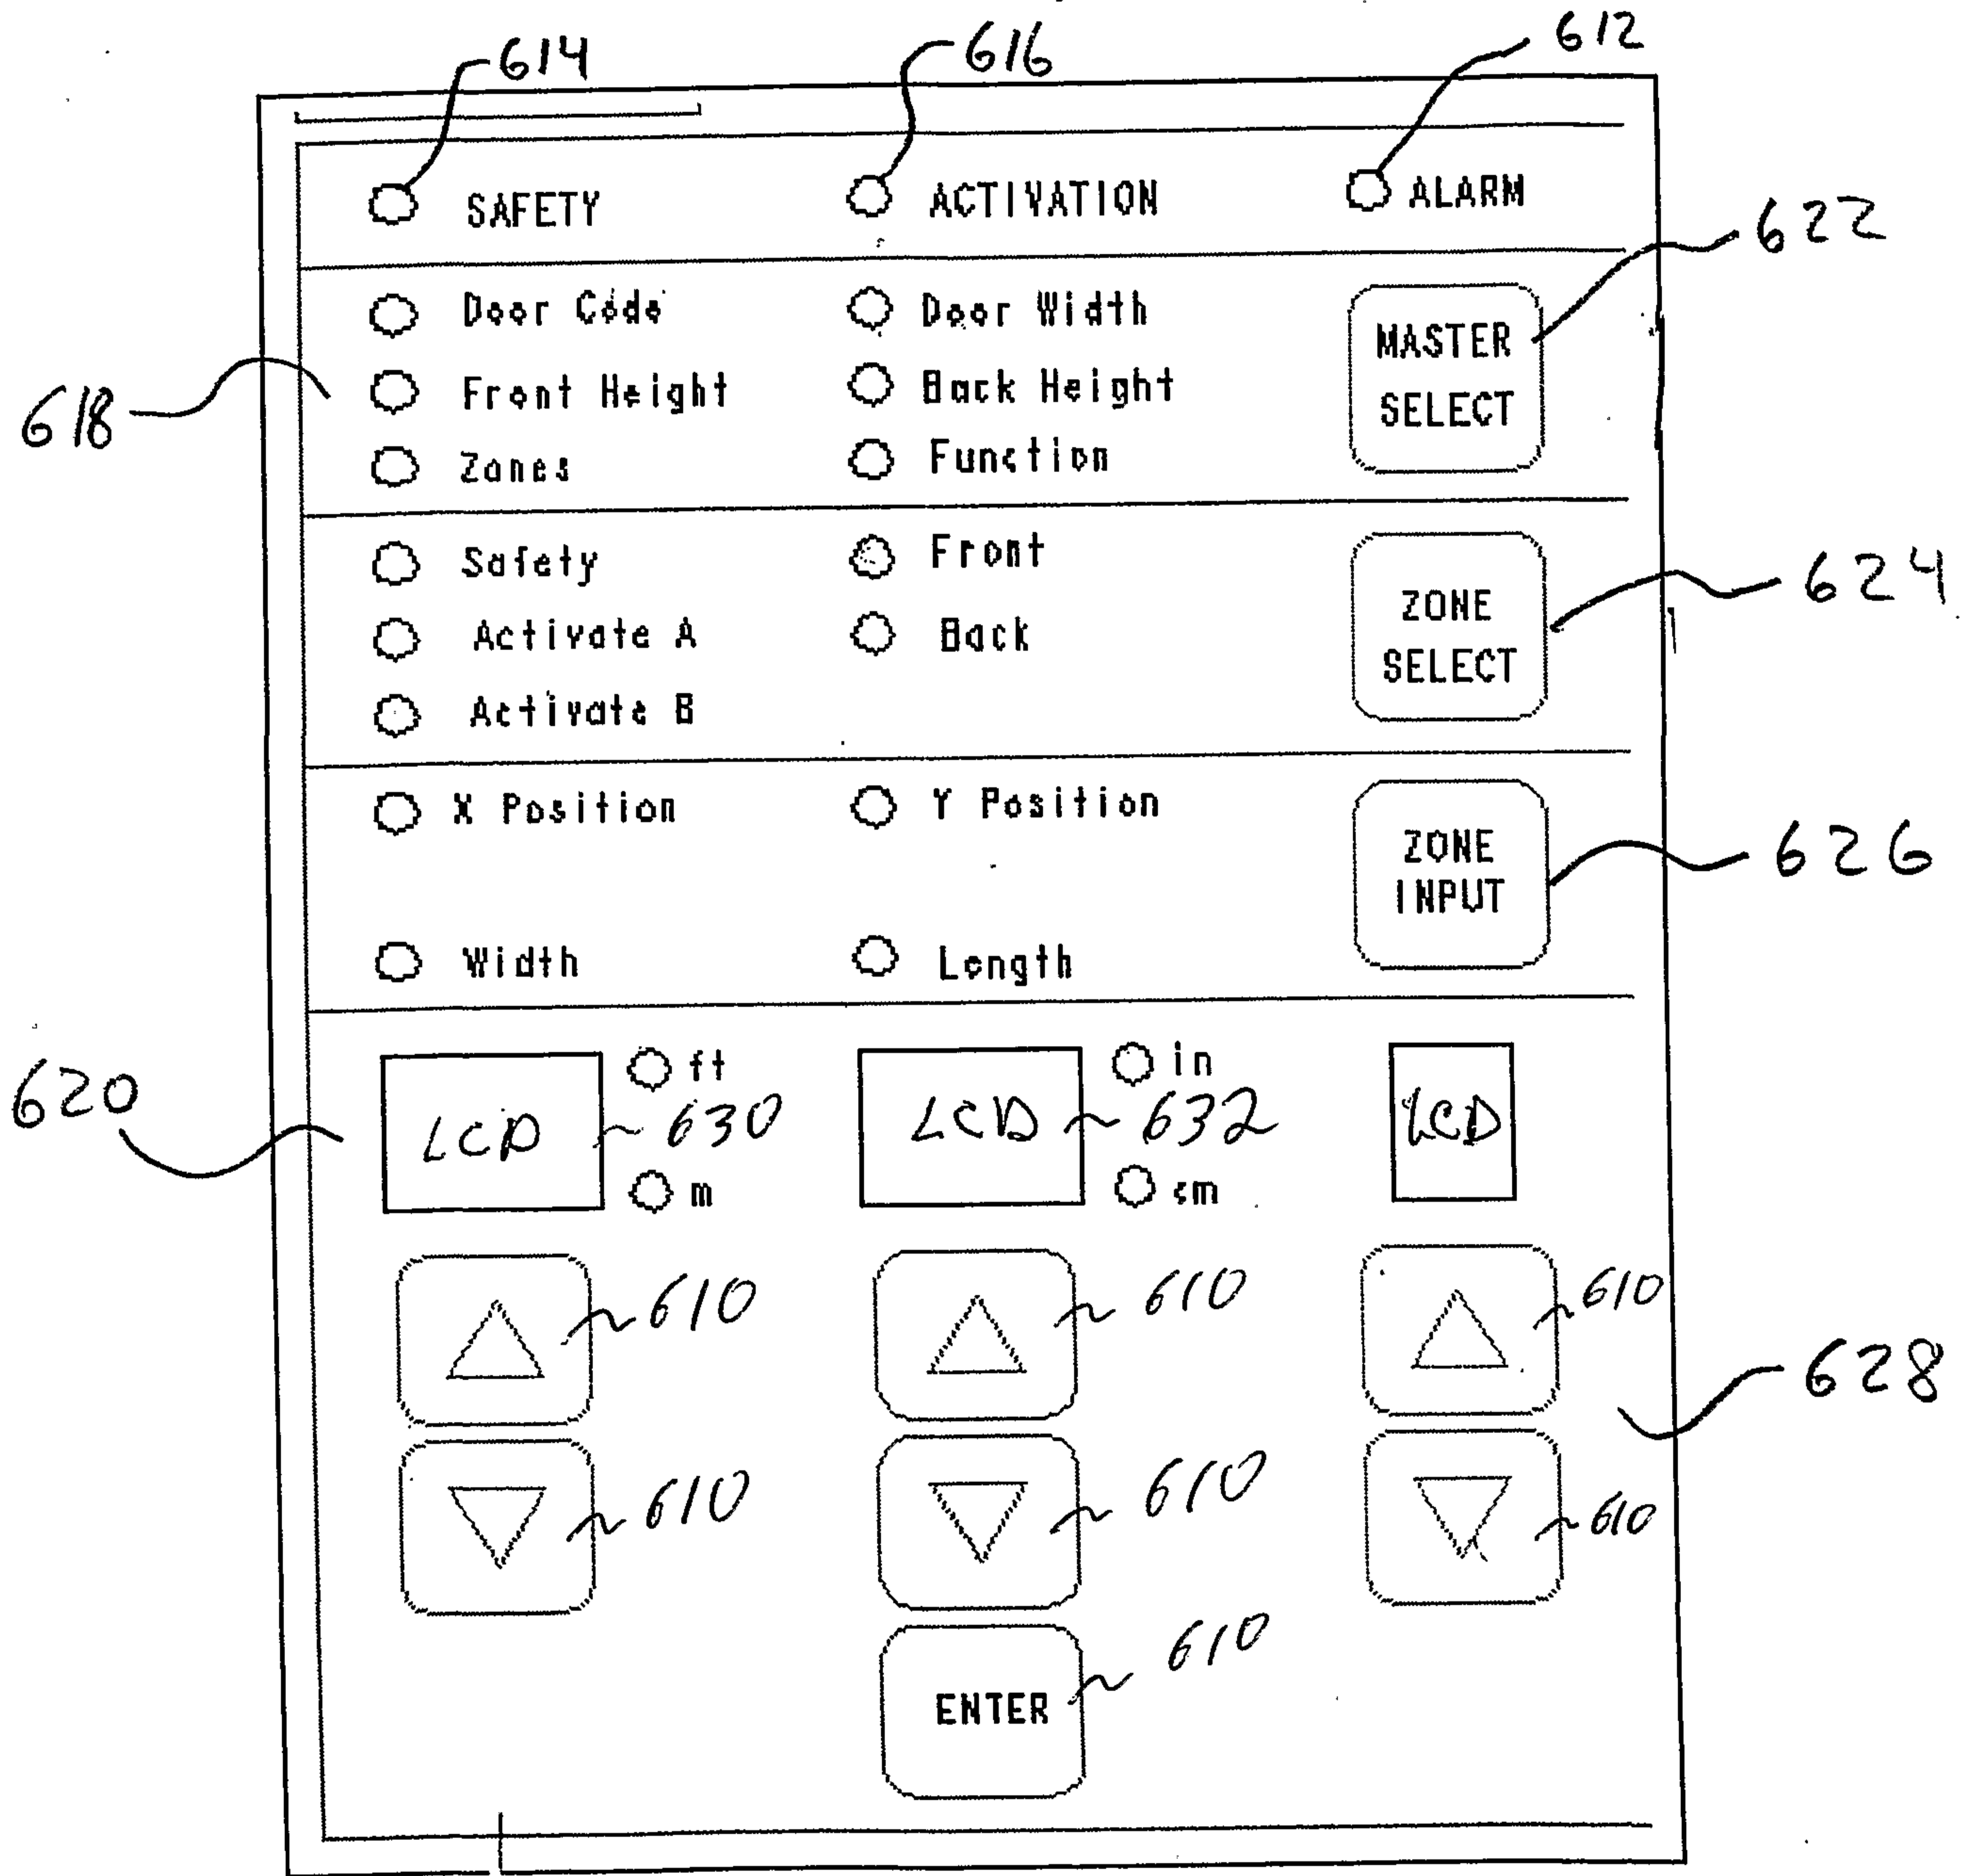 614 616 612
SAFETY ACTIVATION ALARM
622
Door Code Door Width MASTER
Front Height Back Height SELECT
618
Zones Function
Safety Front
624
Activate A Back ZONE
SELECT
Activate B
X Position Y Position ZONE
INPUT
626
Width Length
ft in
620
LCD 630 LCD 632 LCD
m cm
610 610 610
628
610 610 610
610
ENTER